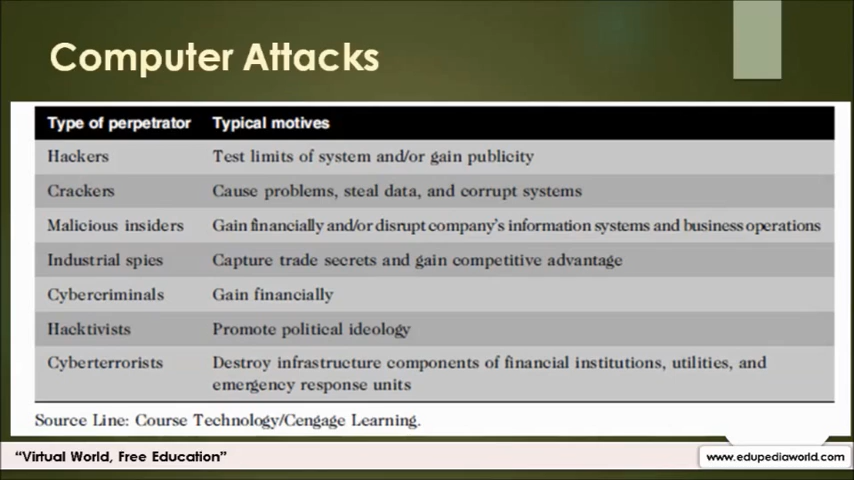 Computer Attacks
Type of perpetrator Typical motives
Hackers Test limits of system and/or gain publicity
Crackers Cause problems, steal data, and corrupt systems
Malicious insiders Gain financially and/or disrupt company's information systems and business operations
Industrial spies Capture trade secrets and gain competitive advantage
Cybercriminals Gain financially
Hacktivists Promote political ideology
Cyberterrorists Destroy infrastructure components of financial institutions, utilities, and
emergency response units
Source Line: Course Technology/Cengage Learning.
“Virtual World, Free Education” www.edupediaworld.com